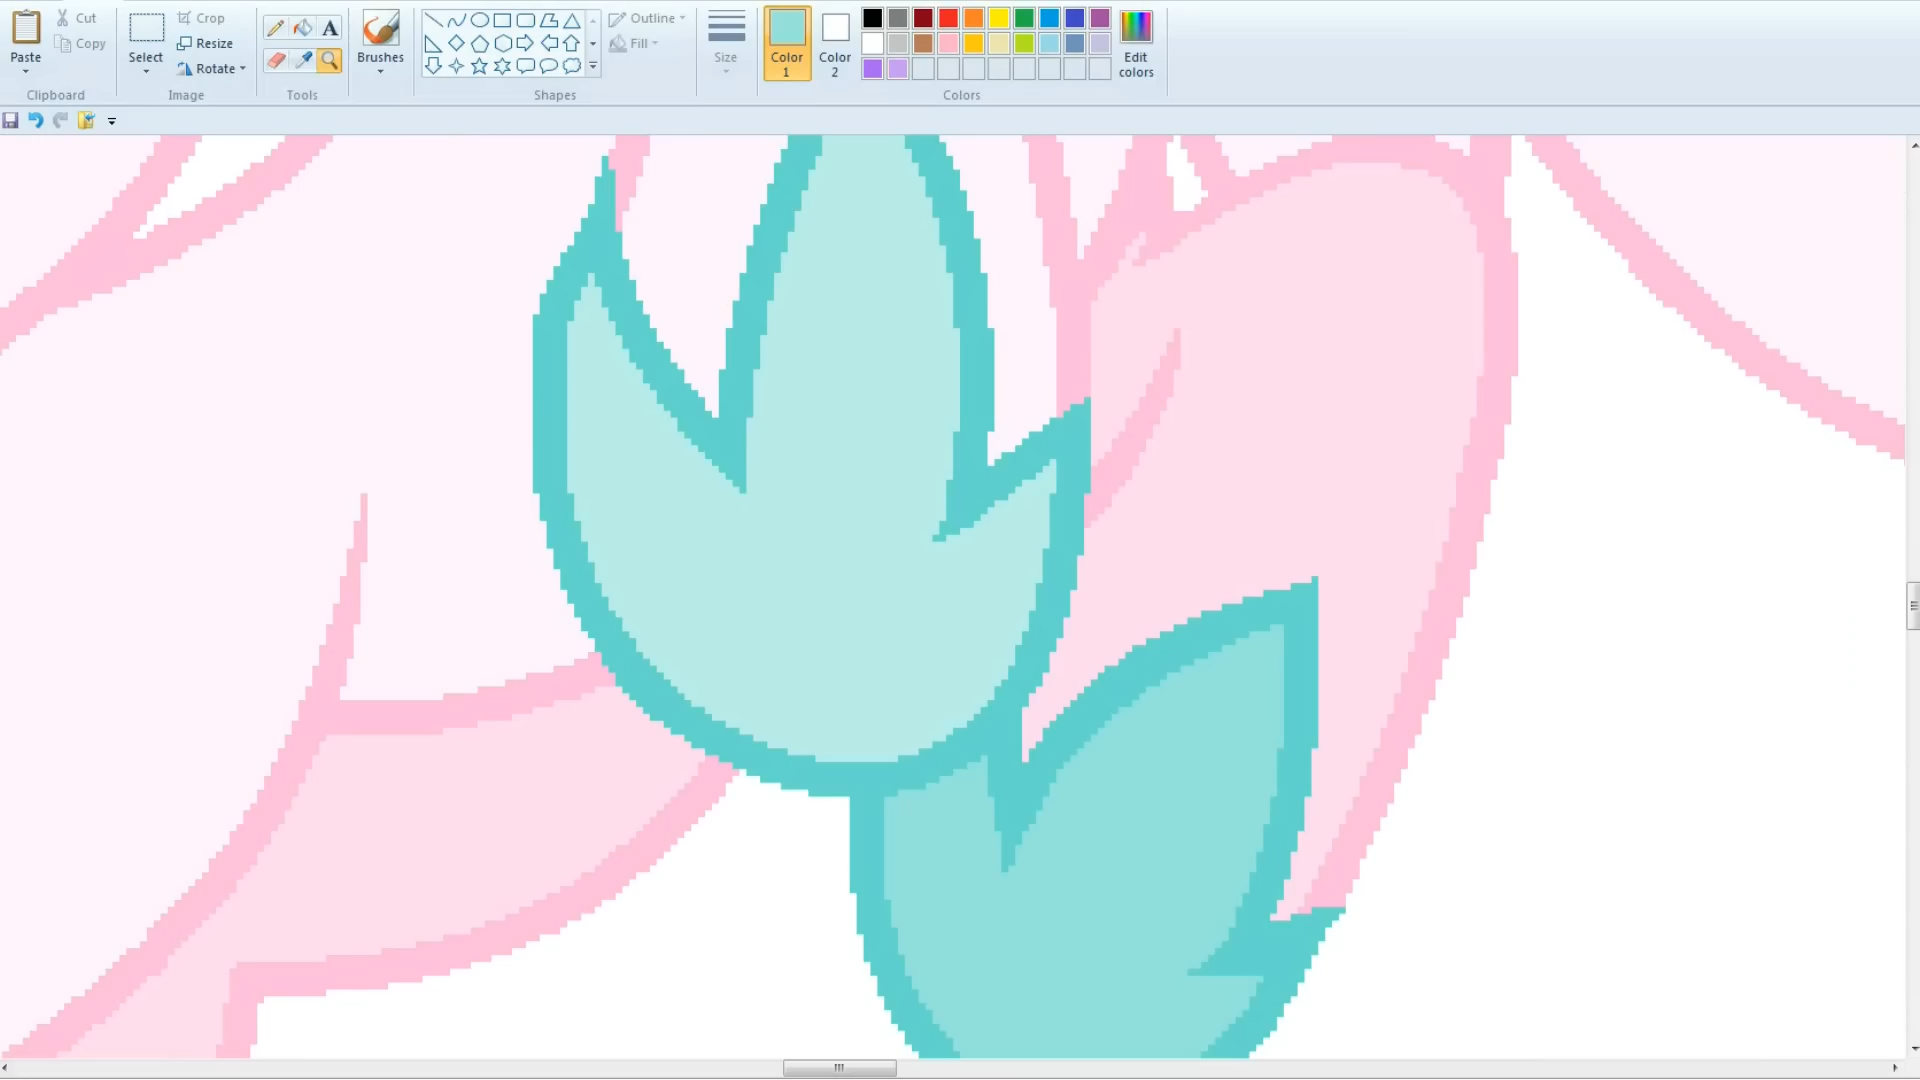 Paste
Cut
Copy
Clipboard
Select
Crop
Resize
Rotate
Image
A
Tools
Brushes
Shapes
Outline
Fill
Size
Color 1
Color 2
Edit colors
Colors